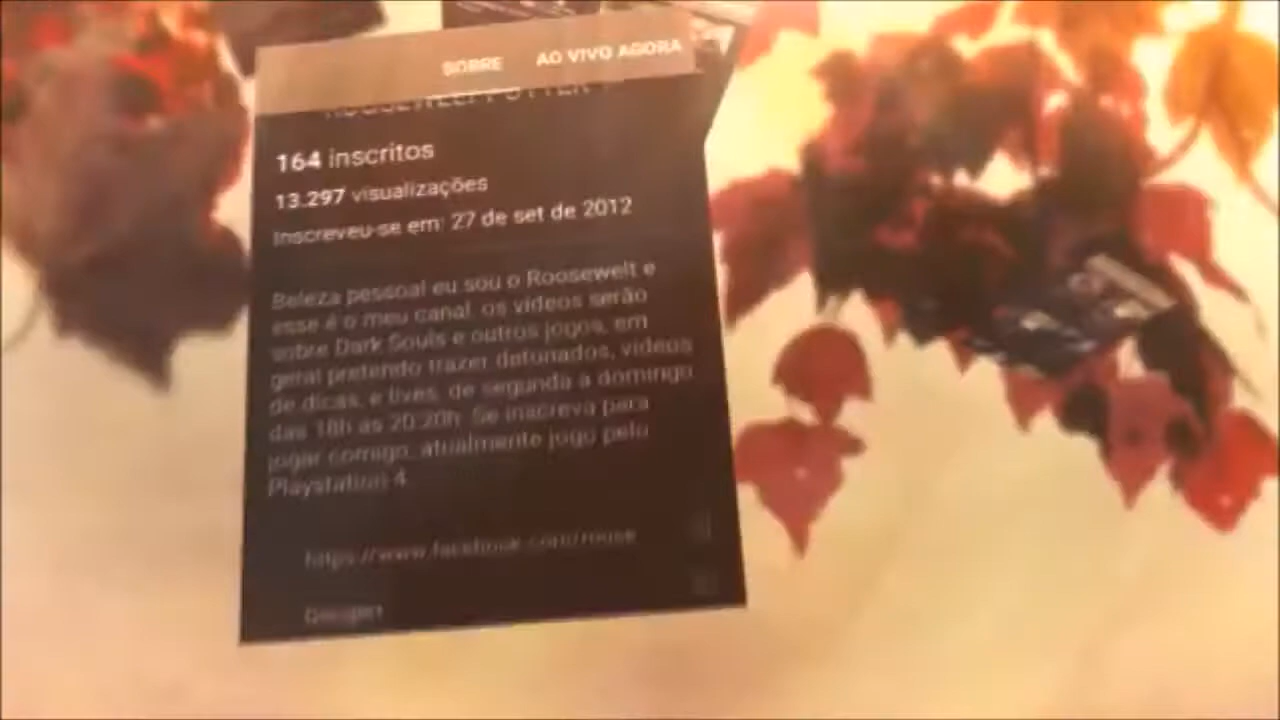 SOBRE AO VIVO AGORA
164 inscritos
13.297 visualizações
Inscreveu-se em: 27 de set de 2012
Beleza pessoal eu sou o Roosewelt e
esse é o meu canal, os vídeos serão
sobre Dark Souls e outros jogos, em
geral pretendo trazer detonados, vídeos
de dicas, e lives, de segunda a domingo
das 18h às 20:20h. Se inscreva para
jogar comigo, atualmente jogo pelo
Playstation 4